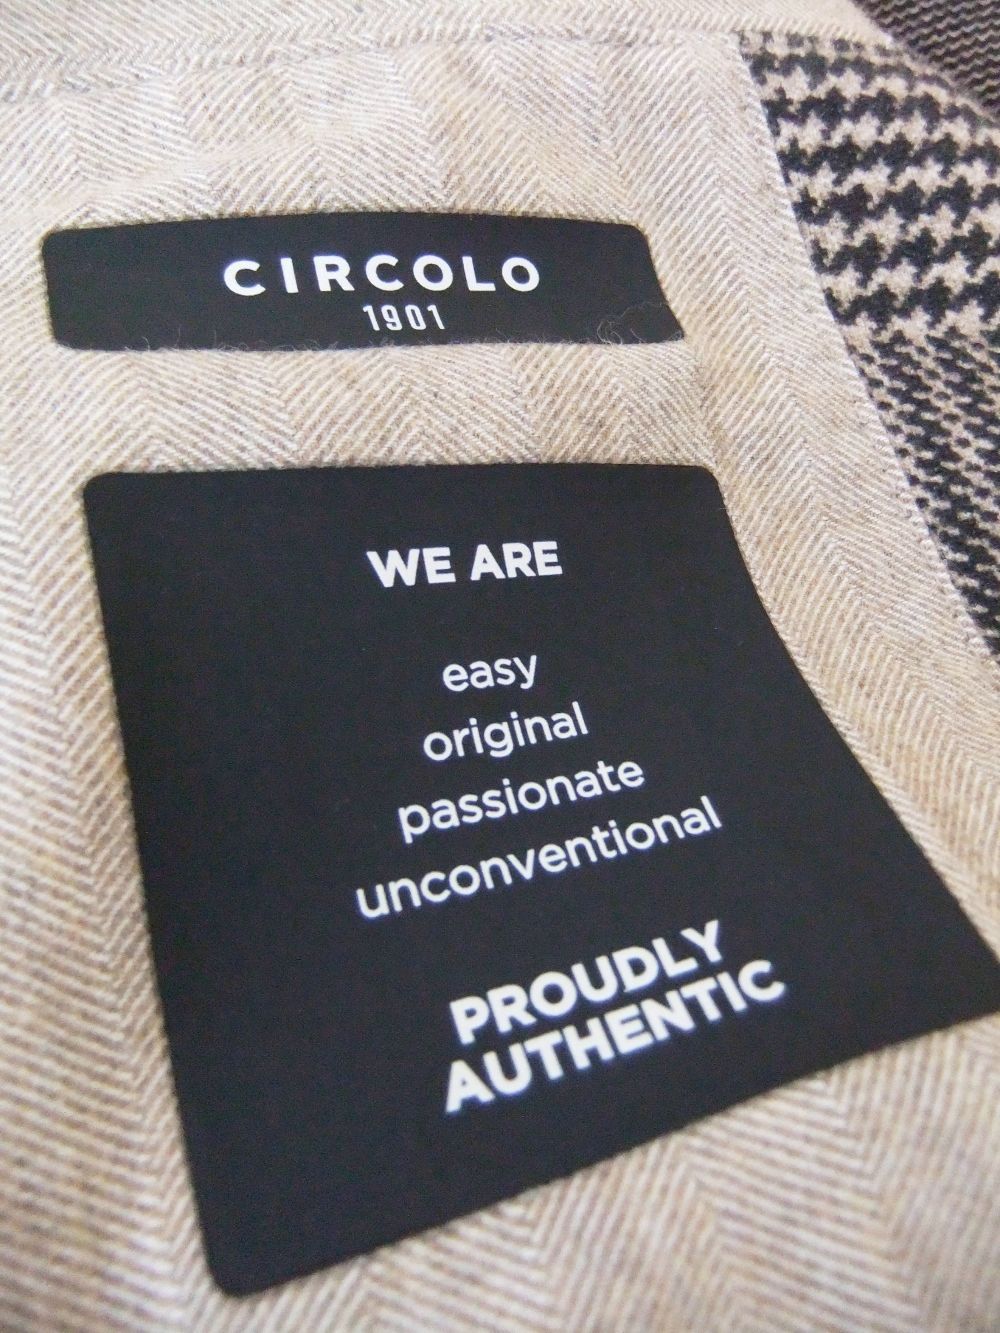 CIRCOLO
1901
WE ARE
easy
original
passionate
unconventional
PROUDLY
AUTHENTIC